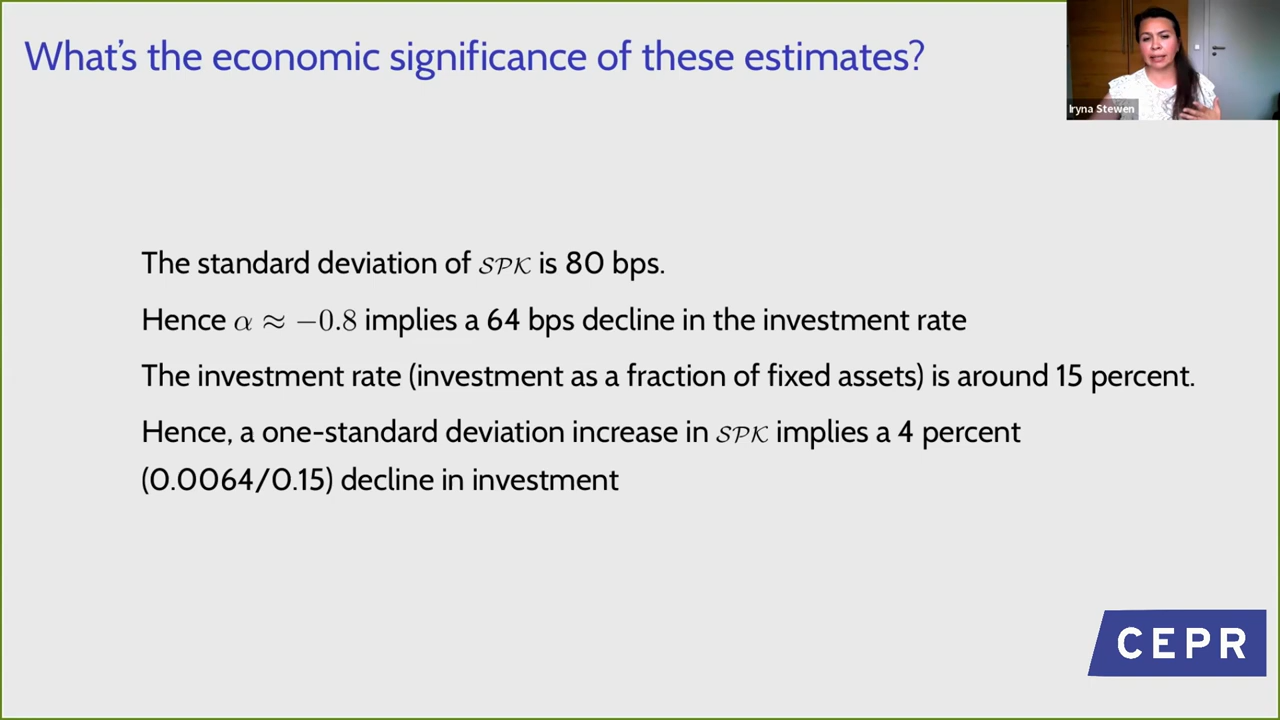 What's the economic significance of these estimates?
Iryna Stewen
The standard deviation of 𝒮𝒫𝒦 is 80 bps.
Hence α ≈ −0.8 implies a 64 bps decline in the investment rate
The investment rate (investment as a fraction of fixed assets) is around 15 percent.
Hence, a one-standard deviation increase in 𝒮𝒫𝒦 implies a 4 percent
(0.0064/0.15) decline in investment
CEPR